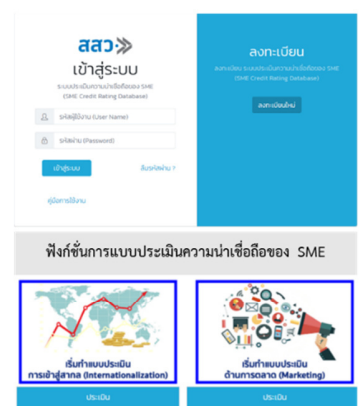 สสว
เข้าสู่ระบบ
ระบบประเมินความน่าเชื่อถือของ SME
(SME Credit Rating Database)
รหัสผู้ใช้งาน (User Name)
รหัสผ่าน (Password)
เข้าสู่ระบบ
ลืมรหัสผ่าน ?
คู่มือการใช้งาน
ลงทะเบียน
ลงทะเบียน ระบบประเมินความน่าเชื่อถือของ SME
(SME Credit Rating Database)
ลงทะเบียนใหม่
ฟังก์ชั่นการแบบประเมินความน่าเชื่อถือของ SME
เริ่มทำแบบประเมิน
การเข้าสู่สากล (Internationalization)
ประเมิน
เริ่มทำแบบประเมิน
ด้านการตลาด (Marketing)
ประเมิน